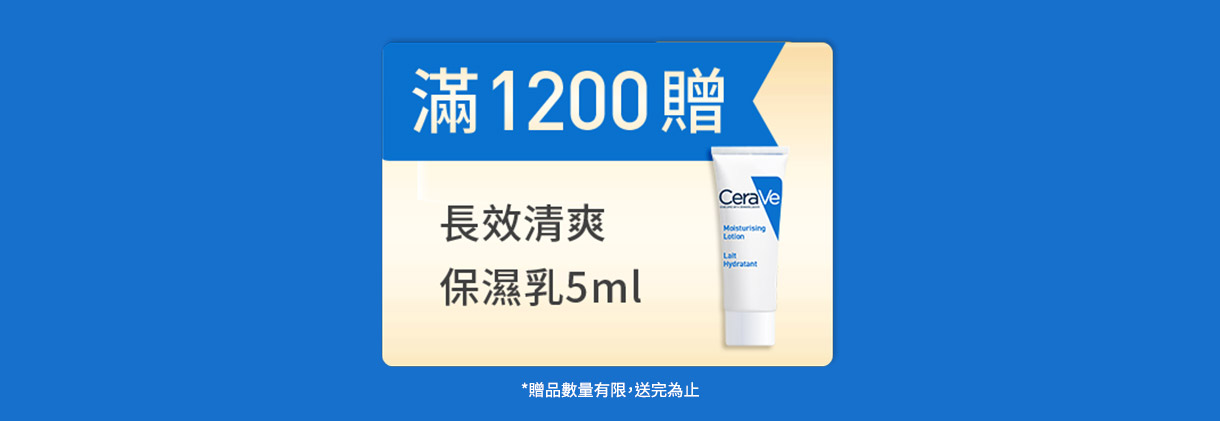 滿1200贈
長效清爽
保濕乳5ml
CeraVe
Moisturising
Lotion
Lait
Hydratant
*贈品數量有限，送完為止